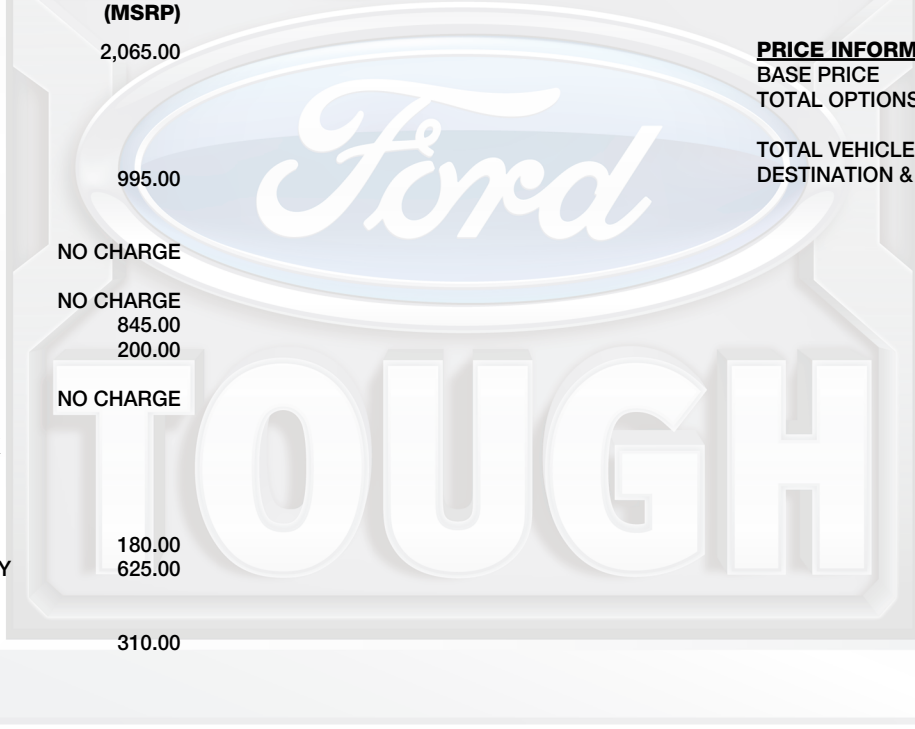 (MSRP)
2,065.00
995.00
NO CHARGE
NO CHARGE
845.00
200.00
NO CHARGE
180.00
Y 625.00
310.00
PRICE INFORM
BASE PRICE
TOTAL OPTIONS
TOTAL VEHICLE
DESTINATION &
Ford
TOUGH